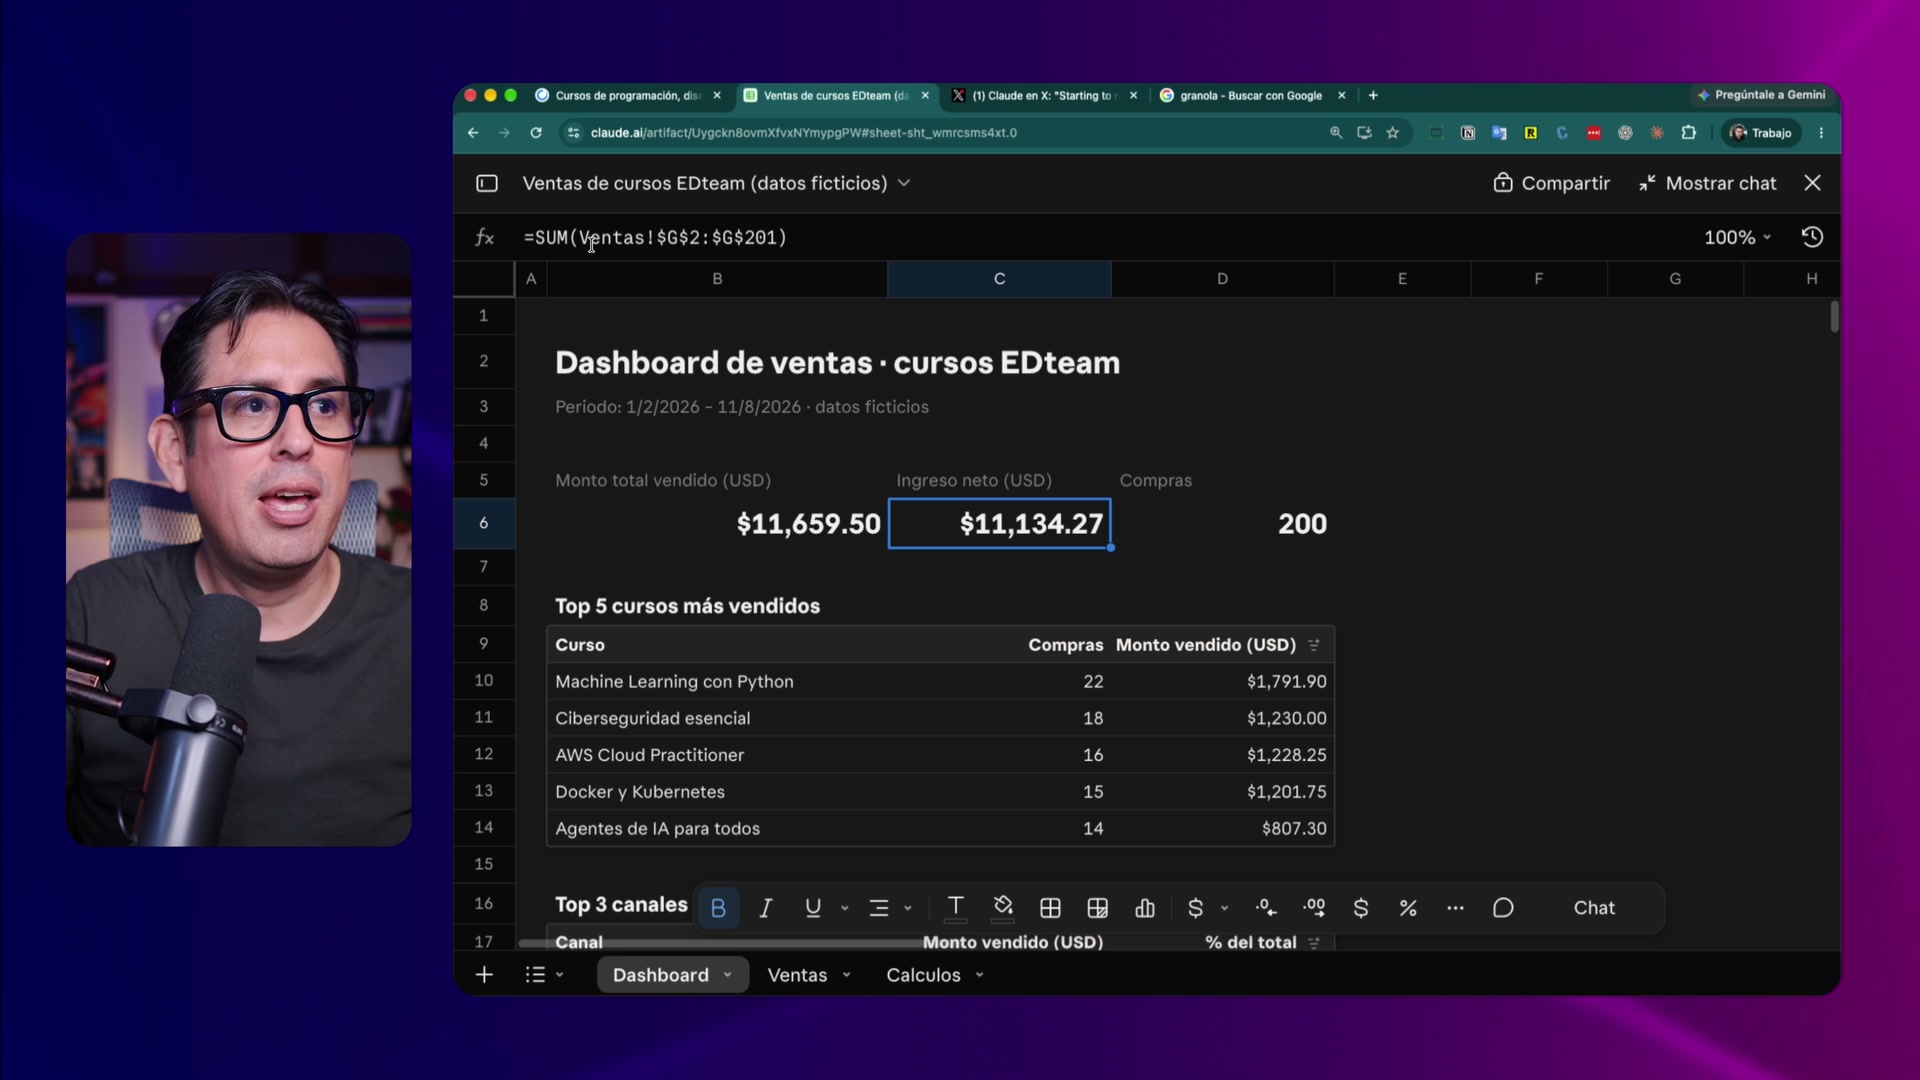 Cursos de programación, dis
Ventas de cursos EDteam (da
(1) Claude en X: "Starting to r
granola - Buscar con Google
Pregúntale a Gemini
claude.ai/artifact/Uygckn8ovmXfvxNYmypgPW#sheet-sht_wmrcsms4xt.0
Trabajo
Ventas de cursos EDteam (datos ficticios)
Compartir
Mostrar chat
fx
=SUM(Ventas!$G$2:$G$201)
100%
A B C D E F G H
1
2 Dashboard de ventas · cursos EDteam
3 Periodo: 1/2/2026 - 11/8/2026 · datos ficticios
4
5 Monto total vendido (USD) Ingreso neto (USD) Compras
6 $11,659.50 $11,134.27 200
7
8 Top 5 cursos más vendidos
9 Curso Compras Monto vendido (USD)
10 Machine Learning con Python 22 $1,791.90
11 Ciberseguridad esencial 18 $1,230.00
12 AWS Cloud Practitioner 16 $1,228.25
13 Docker y Kubernetes 15 $1,201.75
14 Agentes de IA para todos 14 $807.30
15
16 Top 3 canales
B I U T $ .0 .00 $ % Chat
17 Canal Monto vendido (USD) % del total
Dashboard Ventas Calculos